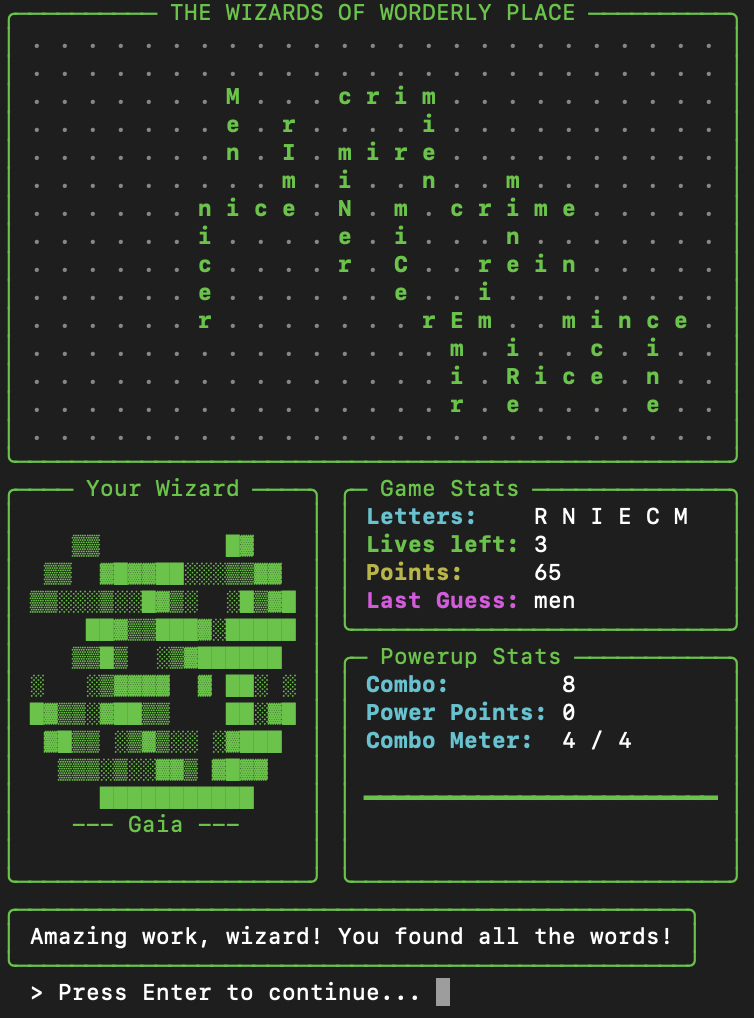 THE WIZARDS OF WORDERLY PLACE
. . . . . . . . . . . . . . . . . . . . . . . . .
. . . . . . . . . . . . . . . . . . . . . . . . .
. . . . . . . M . . . c r i m . . . . . . . . . .
. . . . . . . e . r . . . . i . . . . . . . . . .
. . . . . . . n . I . m i r e . . . . . . . . . .
. . . . . . . . . m . i . . n . . m . . . . . . .
. . . . . . n i c e . N . m . c r i m e . . . . .
. . . . . . i . . . . e . i . . . n . . . . . . .
. . . . . . c . . . . r . C . . r e i n . . . . .
. . . . . . e . . . . . . e . . i . . . . . . . .
. . . . . . r . . . . . . . r E m . . m i n c e .
. . . . . . . . . . . . . . . m . i . . c . i . .
. . . . . . . . . . . . . . . i . R i c e . n . .
. . . . . . . . . . . . . . . r . e . . . . e . .
. . . . . . . . . . . . . . . . . . . . . . . . .
Your Wizard
--- Gaia ---
Game Stats
Letters: R N I E C M
Lives left: 3
Points: 65
Last Guess: men
Powerup Stats
Combo: 8
Power Points: 0
Combo Meter: 4 / 4
Amazing work, wizard! You found all the words!
> Press Enter to continue...